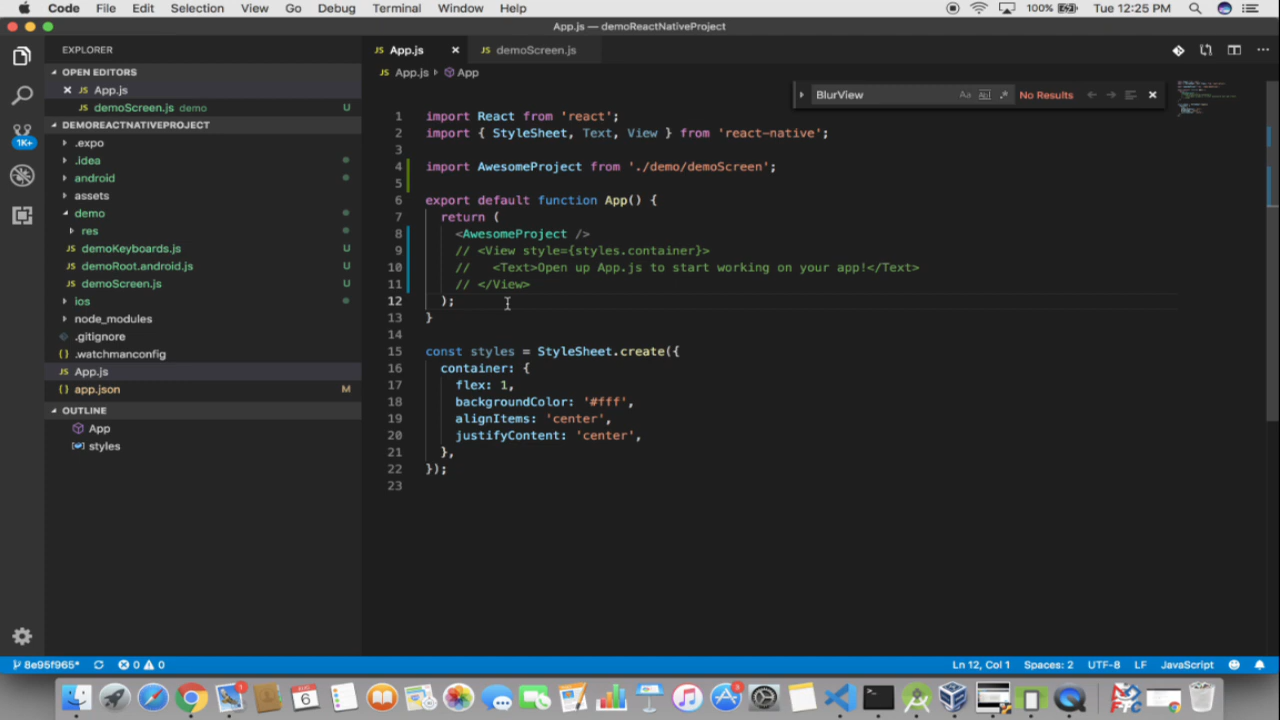 Code File Edit Selection View Go Debug Terminal Window Help 100% Tue 12:25 PM
App.js — demoReactNativeProject
EXPLORER
OPEN EDITORS
App.js
demoScreen.js demo U
DEMOREACTNATIVEPROJECT
.expo
.idea
android
assets
demo
res
demoKeyboards.js U
demoRoot.android.js U
demoScreen.js U
ios
node_modules
.gitignore
.watchmanconfig
App.js
app.json M
OUTLINE
App
styles
1K+
JS App.js JS demoScreen.js
JS App.js App
BlurView Aa Abl .* No Results
1 import React from 'react';
2 import { StyleSheet, Text, View } from 'react-native';
3
4 import AwesomeProject from './demo/demoScreen';
5
6 export default function App() {
7 return (
8 <AwesomeProject />
9 // <View style={styles.container}>
10 // <Text>Open up App.js to start working on your app!</Text>
11 // </View>
12 );
13 }
14
15 const styles = StyleSheet.create({
16 container: {
17 flex: 1,
18 backgroundColor: '#fff',
19 alignItems: 'center',
20 justifyContent: 'center',
21 },
22 });
23
8e95f965* 0 0 Ln 12, Col 1 Spaces: 2 UTF-8 LF JavaScript